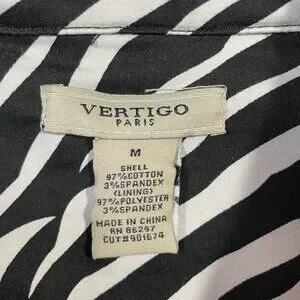 VERTIGO
PARIS
M
SHELL
97%COTTON
3%SPANDEX
(LINING)
97%POLYESTER
3%SPANDEX
MADE IN CHINA
RN 86297
CUT#901674